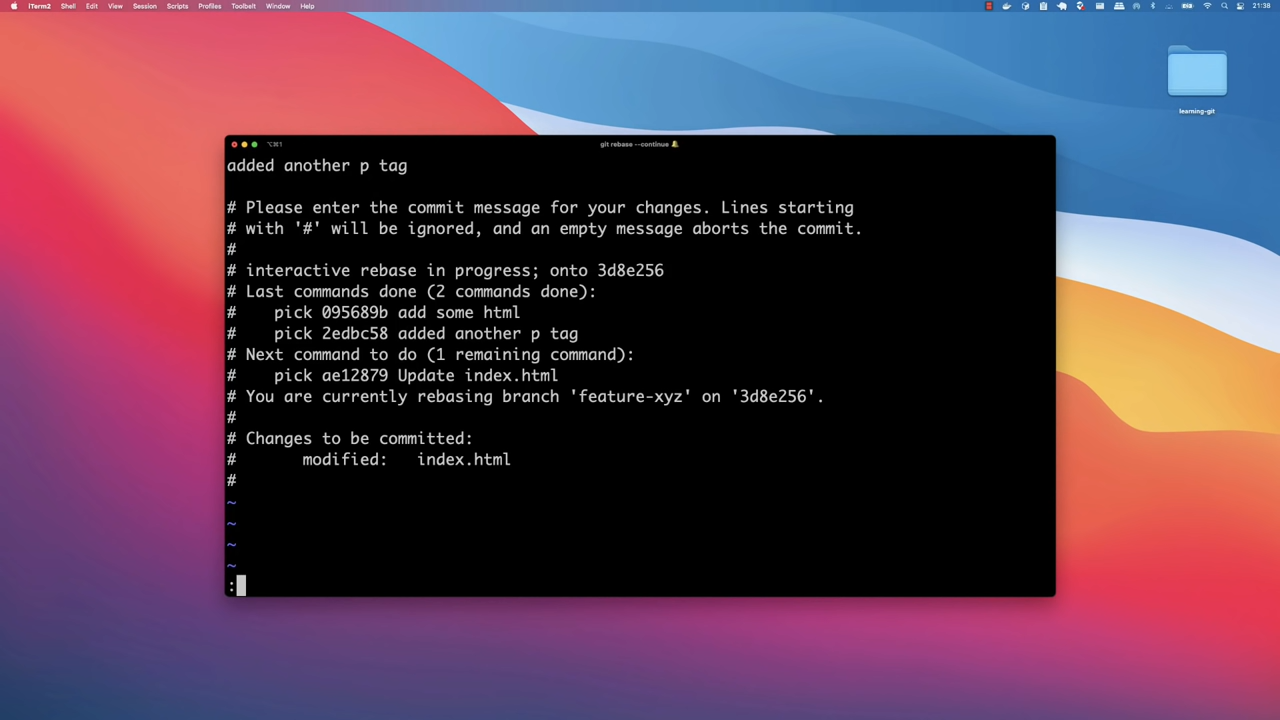 iTerm2 Shell Edit View Session Scripts Profiles Toolbelt Window Help 21:38
learning-git
⌥⌘1 git rebase --continue 🔔
added another p tag
# Please enter the commit message for your changes. Lines starting
# with '#' will be ignored, and an empty message aborts the commit.
#
# interactive rebase in progress; onto 3d8e256
# Last commands done (2 commands done):
#    pick 095689b add some html
#    pick 2edbc58 added another p tag
# Next command to do (1 remaining command):
#    pick ae12879 Update index.html
# You are currently rebasing branch 'feature-xyz' on '3d8e256'.
#
# Changes to be committed:
#       modified:   index.html
#
~
~
~
~
: